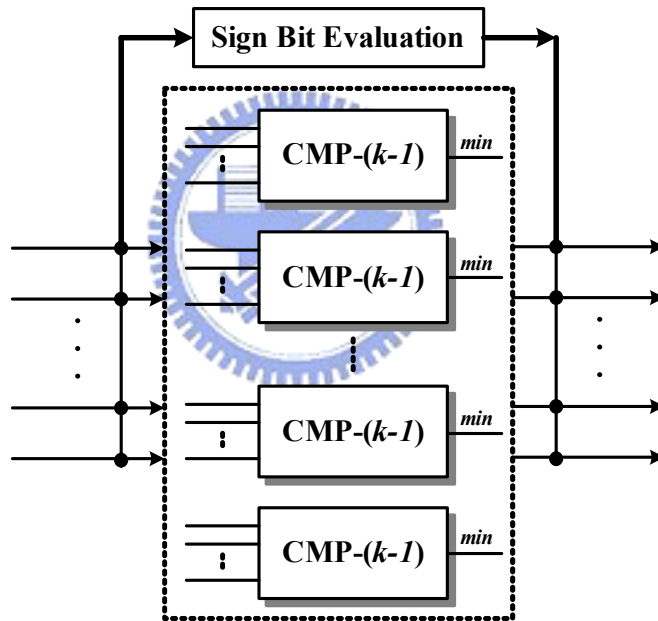 Sign Bit Evaluation
CMP-(k-1)
min
CMP-(k-1)
min
CMP-(k-1)
min
CMP-(k-1)
min